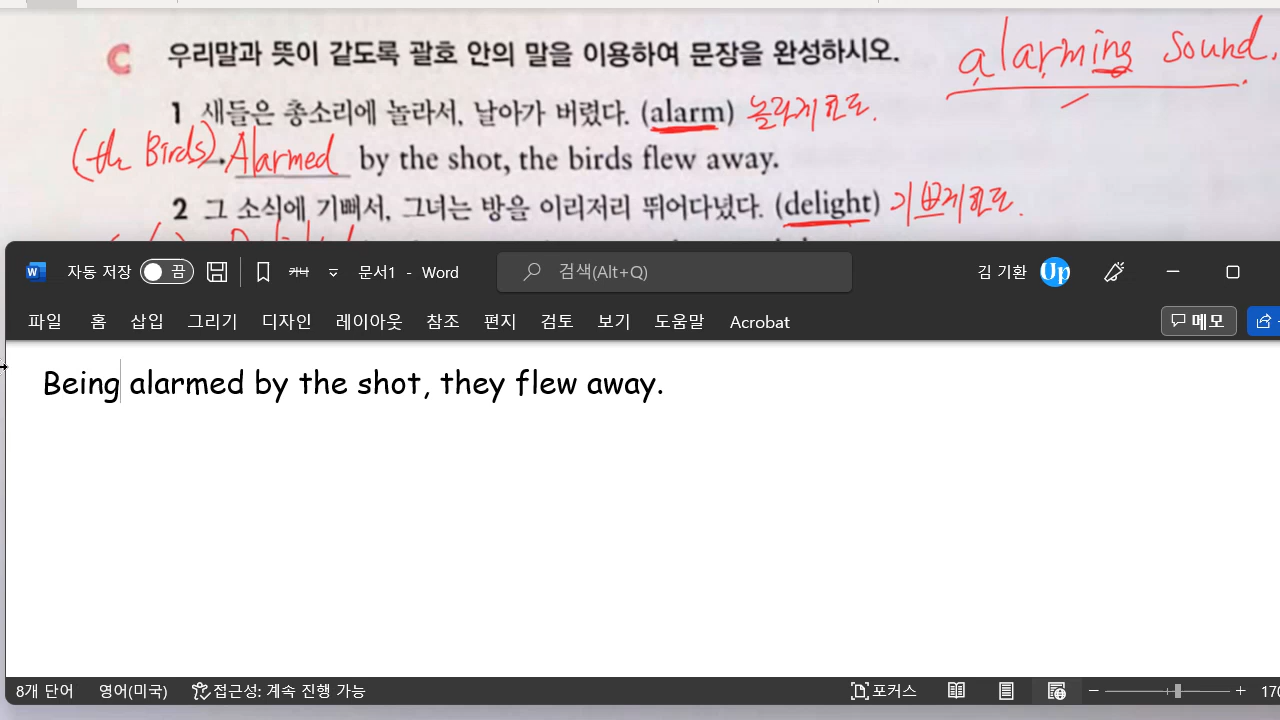 C 우리말과 뜻이 같도록 괄호 안의 말을 이용하여 문장을 완성하시오.
alarming sound.
1 새들은 총소리에 놀라서, 날아가 버렸다. (alarm) 놀라게하다.
(the Birds) → Alarmed by the shot, the birds flew away.
2 그 소식에 기뻐서, 그녀는 방을 이리저리 뛰어다녔다. (delight) 기쁘게하다.
자동 저장 끔 가나 문서1 - Word 검색(Alt+Q) 김 기환 Up
파일 홈 삽입 그리기 디자인 레이아웃 참조 편지 검토 보기 도움말 Acrobat 메모
Being alarmed by the shot, they flew away.
8개 단어 영어(미국) 접근성: 계속 진행 가능 포커스 170